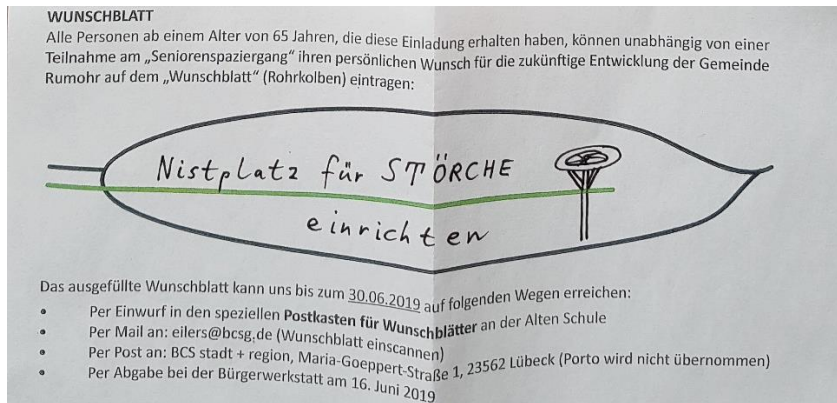 WUNSCHBLATT
Alle Personen ab einem Alter von 65 Jahren, die diese Einladung erhalten haben, können unabhängig von einer
Teilnahme am „Seniorenspaziergang“ ihren persönlichen Wunsch für die zukünftige Entwicklung der Gemeinde
Rumohr auf dem „Wunschblatt“ (Rohrkolben) eintragen:
Nistplatz für STÖRCHE
einrichten
Das ausgefüllte Wunschblatt kann uns bis zum 30.06.2019 auf folgenden Wegen erreichen:
• Per Einwurf in den speziellen Postkasten für Wunschblätter an der Alten Schule
• Per Mail an: eilers@bcsg.de (Wunschblatt einscannen)
• Per Post an: BCS stadt + region, Maria-Goeppert-Straße 1, 23562 Lübeck (Porto wird nicht übernommen)
• Per Abgabe bei der Bürgerwerkstatt am 16. Juni 2019